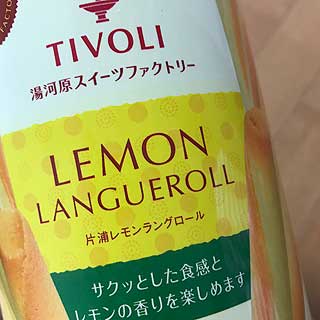 FACTORY
TIVOLI
湯河原スイーツファクトリー
LEMON
LANGUEROLL
片浦レモンラングロール
サクッとした食感と
レモンの香りを楽しめます